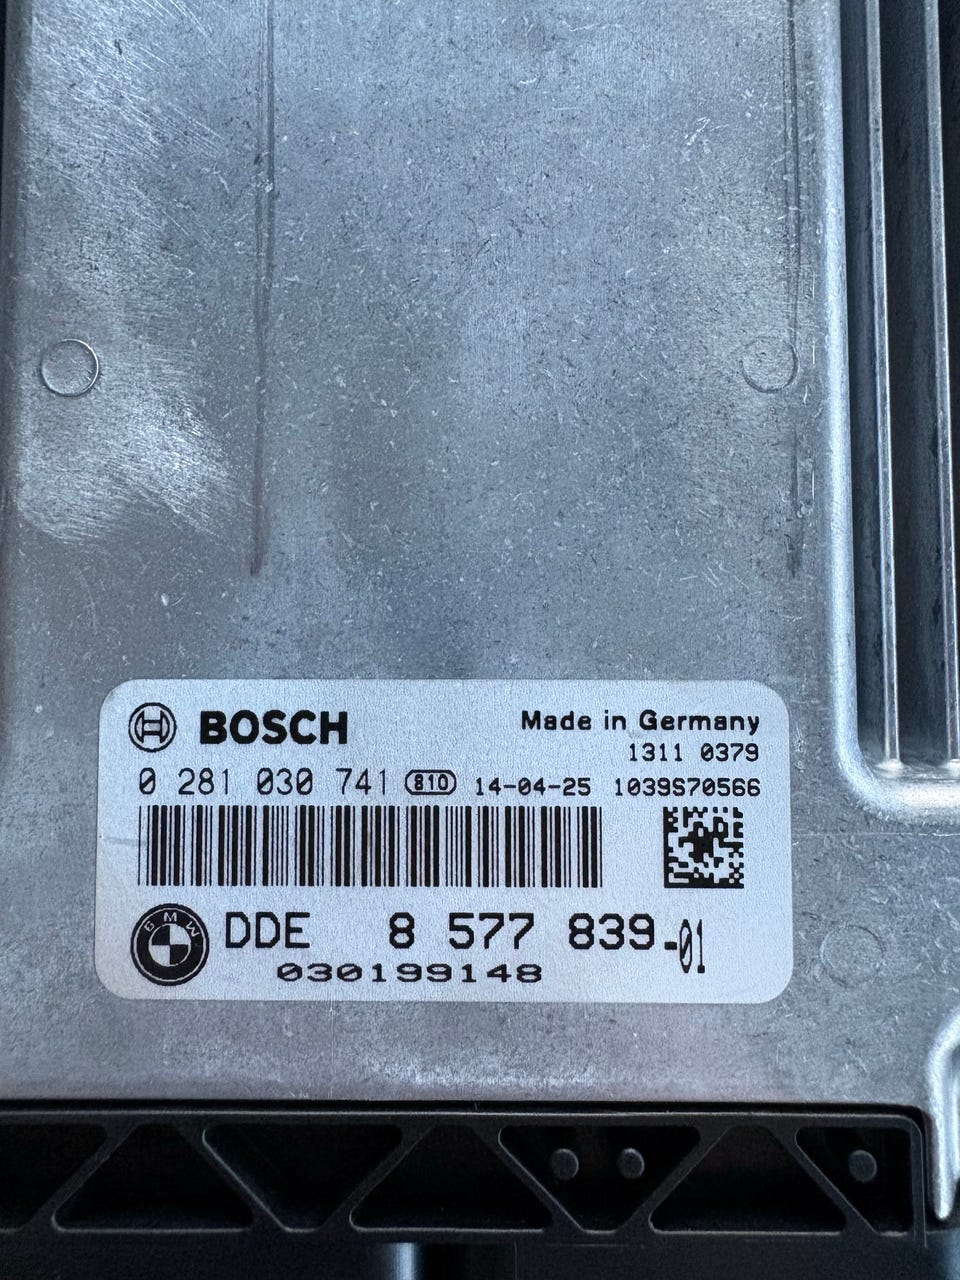 BOSCH
Made in Germany
1311 0379
0 281 030 741 810 14-04-25 1039S70566
BMW
DDE 8 577 839-01
030199148